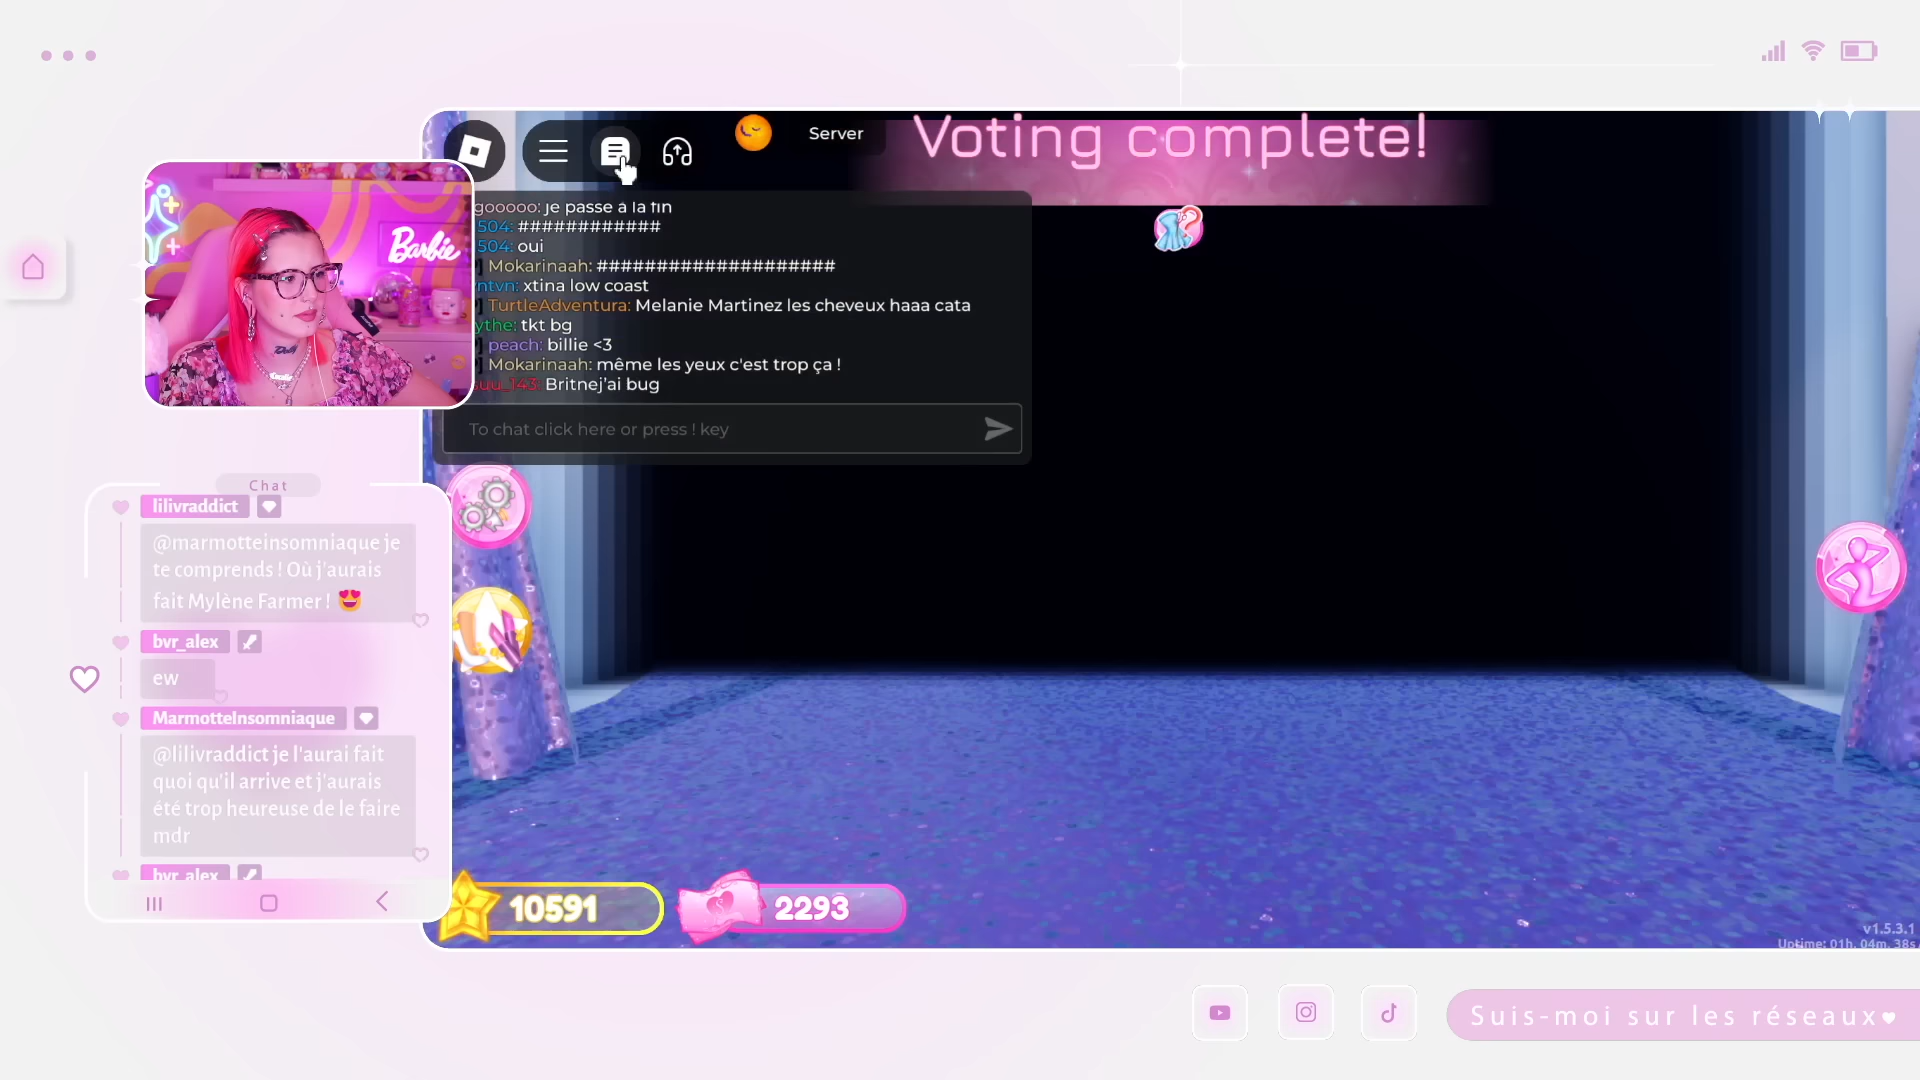 Server
Voting complete!
gooooo: je passe à la fin
504: ############
504: oui
] Mokarinaah: ####################
ntvn: xtina low coast
] TurtleAdventura: Melanie Martinez les cheveux haaa cata
ythe: tkt bg
] peach: billie <3
] Mokarinaah: même les yeux c'est trop ça !
suu_143: Britnej'ai bug
To chat click here or press ! key
Barbie
Chat
lilivraddict
@marmotteinsomniaque je
te comprends ! Où j'aurais
fait Mylène Farmer !
bvr_alex
ew
MarmotteInsomniaque
@lilivraddict je l'aurai fait
quoi qu'il arrive et j'aurais
été trop heureuse de le faire
mdr
bvr_alex
10591
2293
v1.5.3.1
Uptime: 01h, 04m, 38s
Suis-moi sur les réseaux